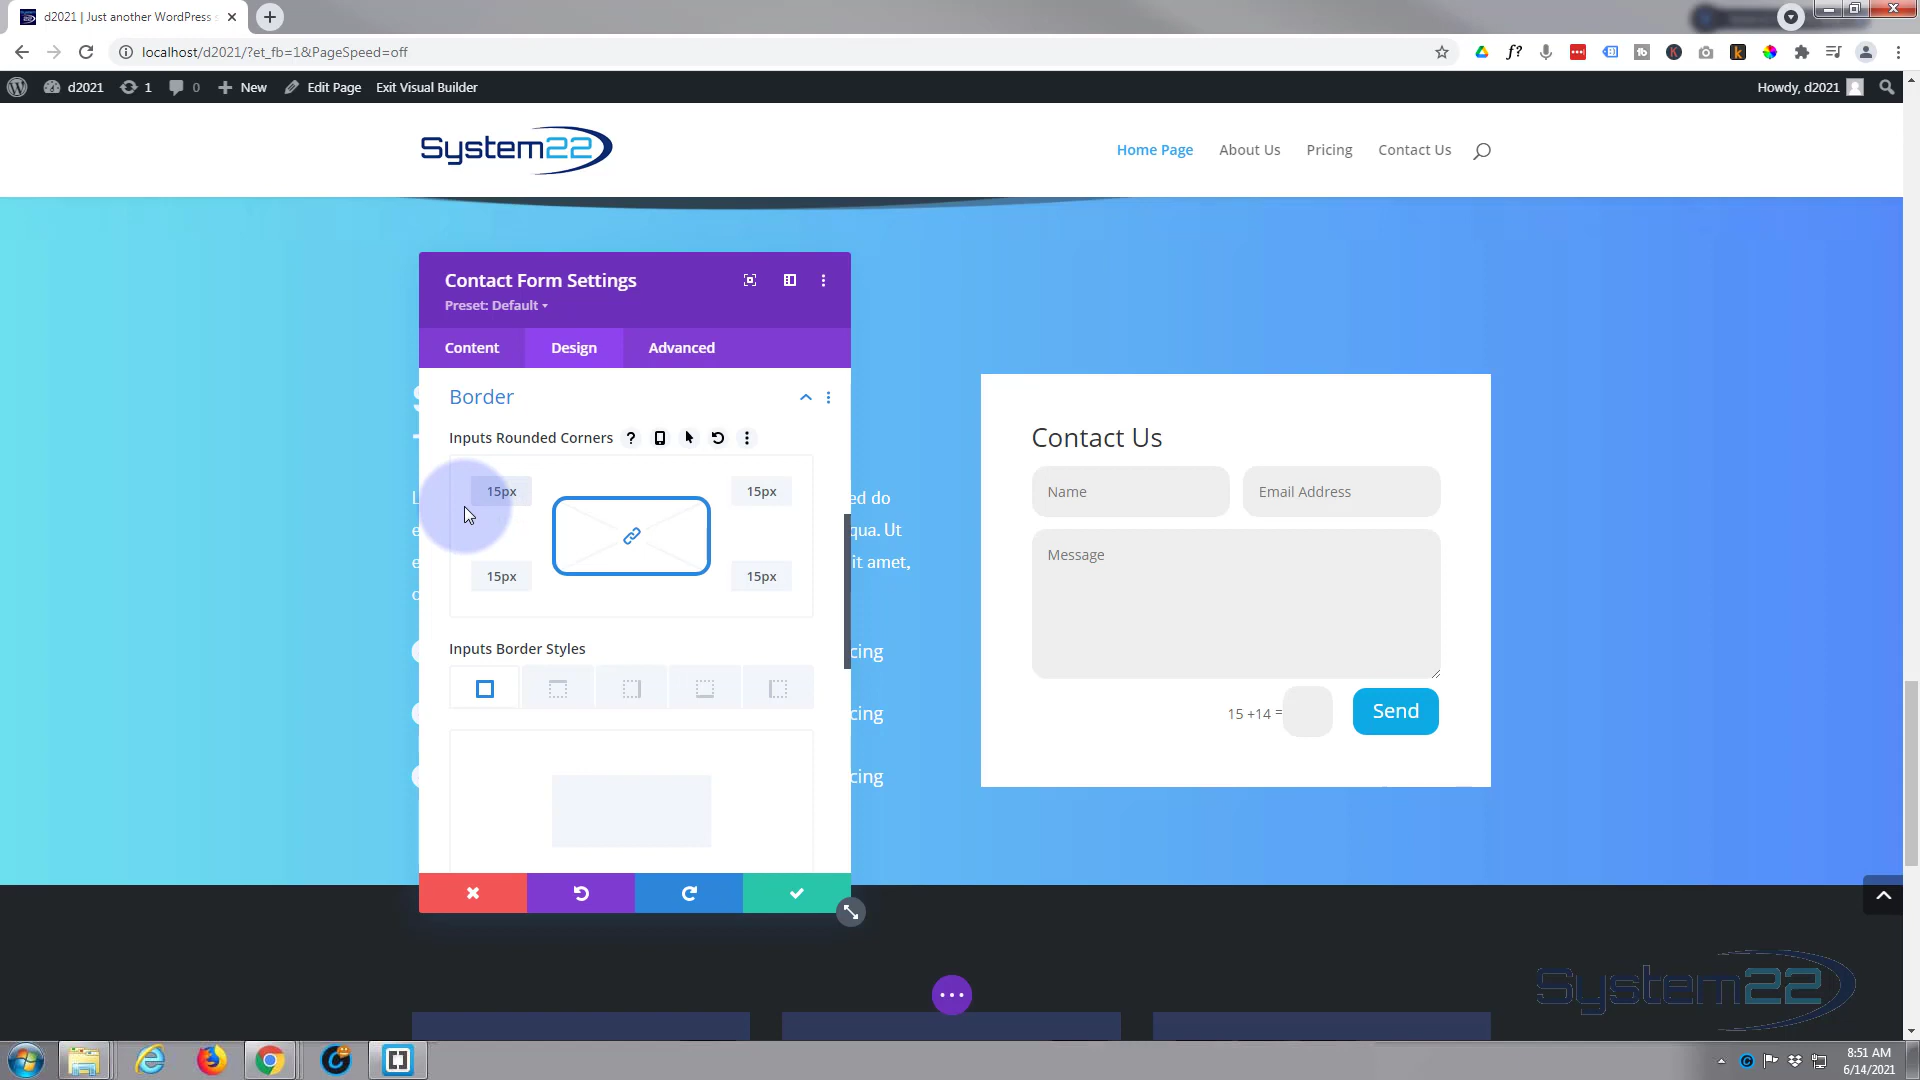 d2021 | Just another WordPress s
localhost/d2021/?et_fb=1&PageSpeed=off
d2021
1
0
New
Edit Page
Exit Visual Builder
Howdy, d2021
System22
Home Page
About Us
Pricing
Contact Us
Contact Form Settings
Preset: Default
Content
Design
Advanced
Border
Inputs Rounded Corners
15px
15px
15px
15px
Inputs Border Styles
ed do
qua. Ut
it amet,
cing
cing
cing
Contact Us
Name
Email Address
Message
15 +14 =
Send
System22
8:51 AM
6/14/2021